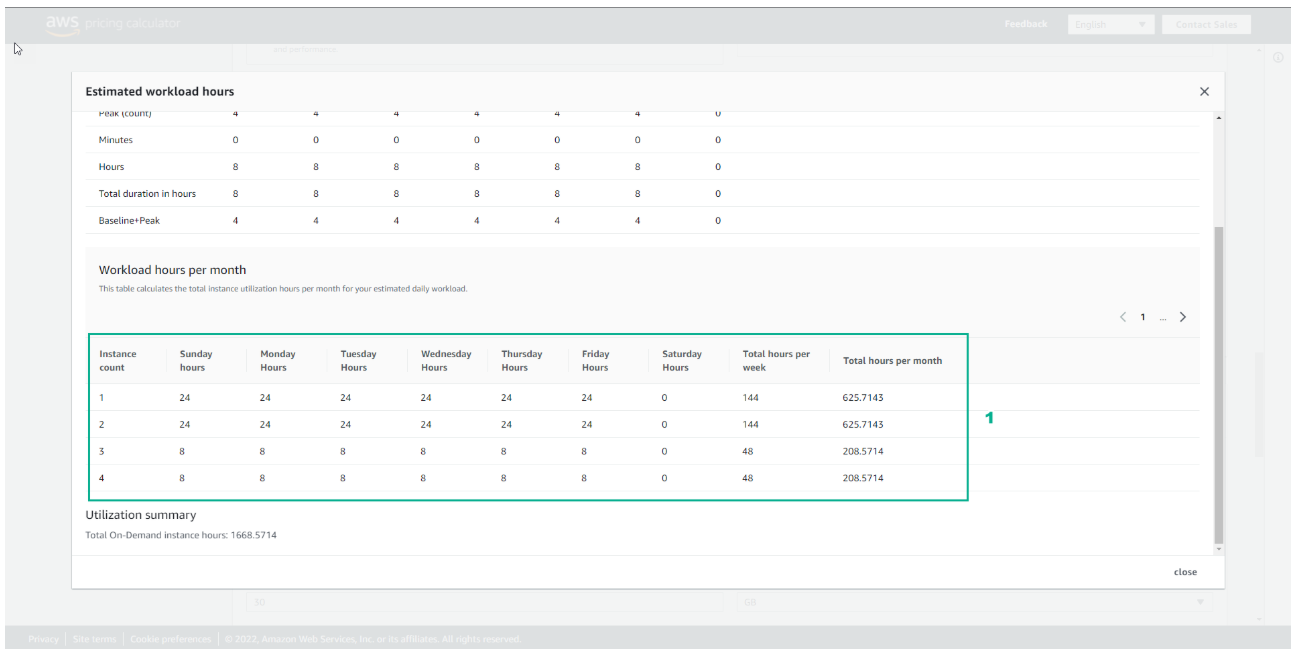 aws pricing calculator Feedback English Contact Sales
and performance
Estimated workload hours
Peak (count) 4 4 4 4 4 4 0
Minutes 0 0 0 0 0 0 0
Hours 8 8 8 8 8 8 0
Total duration in hours 8 8 8 8 8 8 0
Baseline+Peak 4 4 4 4 4 4 0
Workload hours per month
This table calculates the total instance utilization hours per month for your estimated daily workload.
1 ...
Instance count Sunday hours Monday Hours Tuesday Hours Wednesday Hours Thursday Hours Friday Hours Saturday Hours Total hours per week Total hours per month
1 24 24 24 24 24 24 0 144 625.7143
2 24 24 24 24 24 24 0 144 625.7143
1
3 8 8 8 8 8 8 0 48 208.5714
4 8 8 8 8 8 8 0 48 208.5714
Utilization summary
Total On-Demand instance hours: 1668.5714
close
30 GB
Privacy | Site terms | Cookie preferences | © 2022, Amazon Web Services, Inc. or its affiliates. All rights reserved.